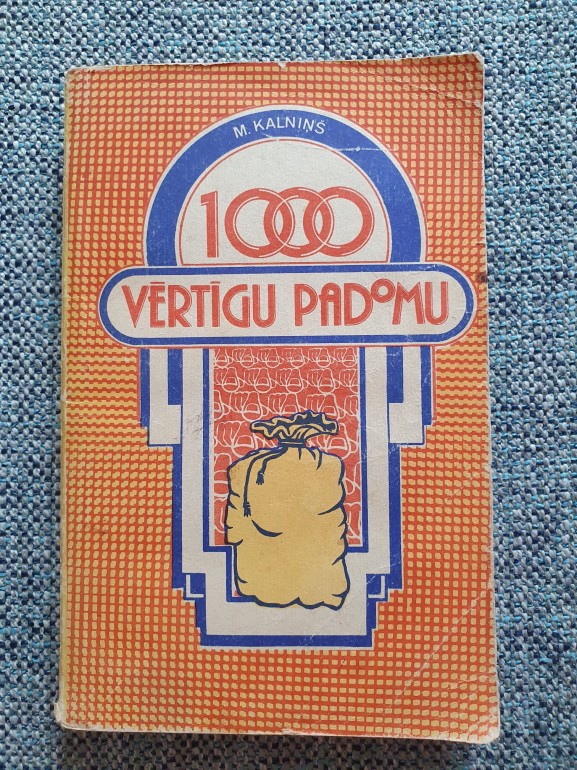 M. KALNIŅŠ
1000
VĒRTĪGU PADOMU